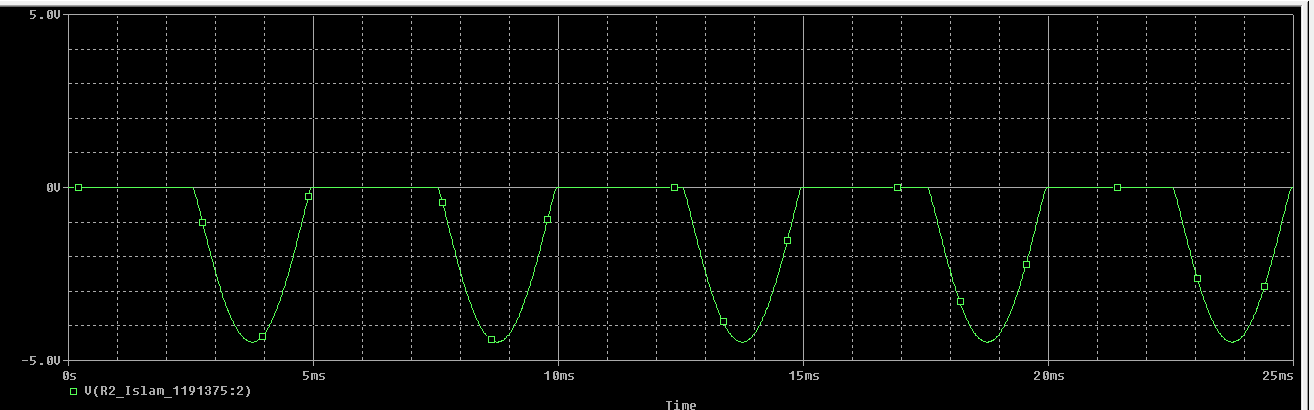 5.0V
0V
-5.0V
0s 5ms 10ms 15ms 20ms 25ms
V(R2_Islam_1191375:2)
Time